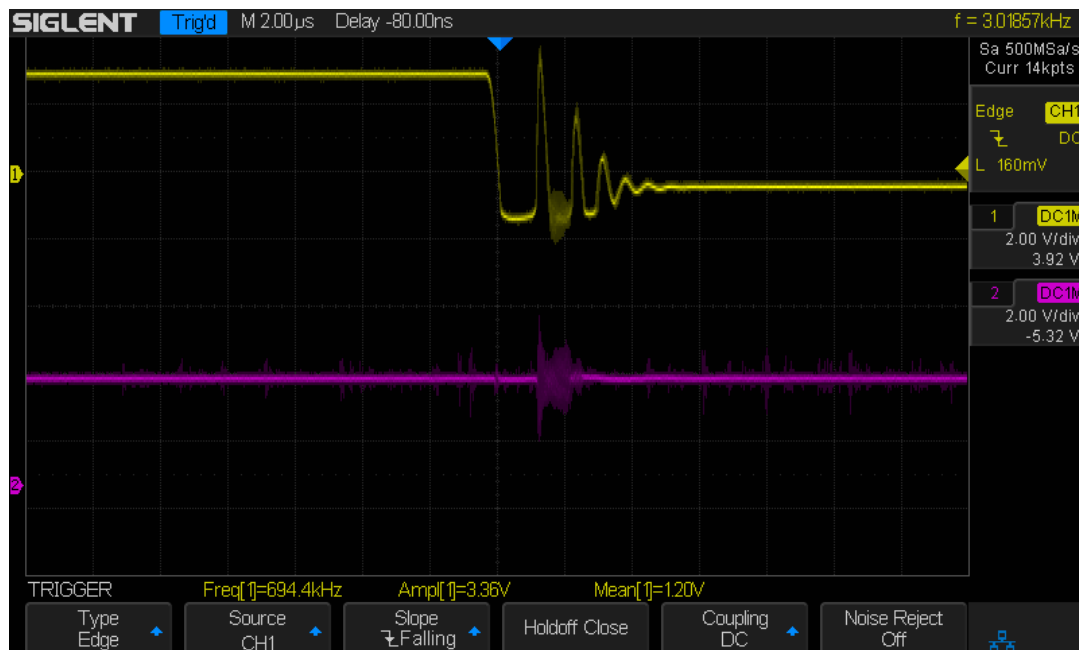 SIGLENT Trig'd M 2.00µs Delay -80.00ns f = 3.01857kHz
Sa 500MSa/s
Curr 14kpts
Edge CH1
DC
L 160mV
1 DC1M
2.00 V/div
3.92 V
2 DC1M
2.00 V/div
-5.32 V
1
2
TRIGGER Freq[1]=694.4kHz Ampl[1]=3.36V Mean[1]=1.20V
Type Source Slope Holdoff Close Coupling Noise Reject
Edge CH1 Falling DC Off